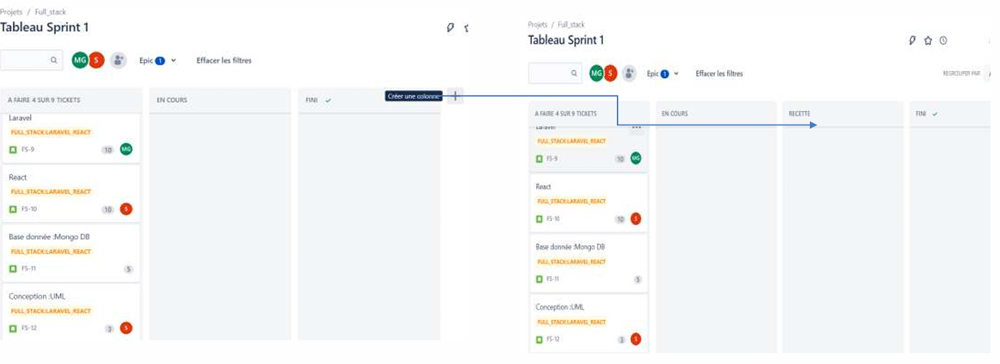 Projets / Full_stack
Tableau Sprint 1
MG S Epic 1 Effacer les filtres
A FAIRE 4 SUR 9 TICKETS
EN COURS
FINI
Créer une colonne
Laravel
FULL_STACK:LARAVEL_REACT
FS-9 10 MG
React
FULL_STACK:LARAVEL_REACT
FS-10 10 S
Base donnée :Mongo DB
FULL_STACK:LARAVEL_REACT
FS-11 5
Conception :UML
FULL_STACK:LARAVEL_REACT
FS-12 3 S
Projets / Full_stack
Tableau Sprint 1
MG S Epic 1 Effacer les filtres
REGROUPER PAR
A FAIRE 4 SUR 9 TICKETS
EN COURS
RECETTE
FINI
Laravel
FULL_STACK:LARAVEL_REACT
FS-9 10 MG
React
FULL_STACK:LARAVEL_REACT
FS-10 10 S
Base donnée :Mongo DB
FULL_STACK:LARAVEL_REACT
FS-11 5
Conception :UML
FULL_STACK:LARAVEL_REACT
FS-12 3 S